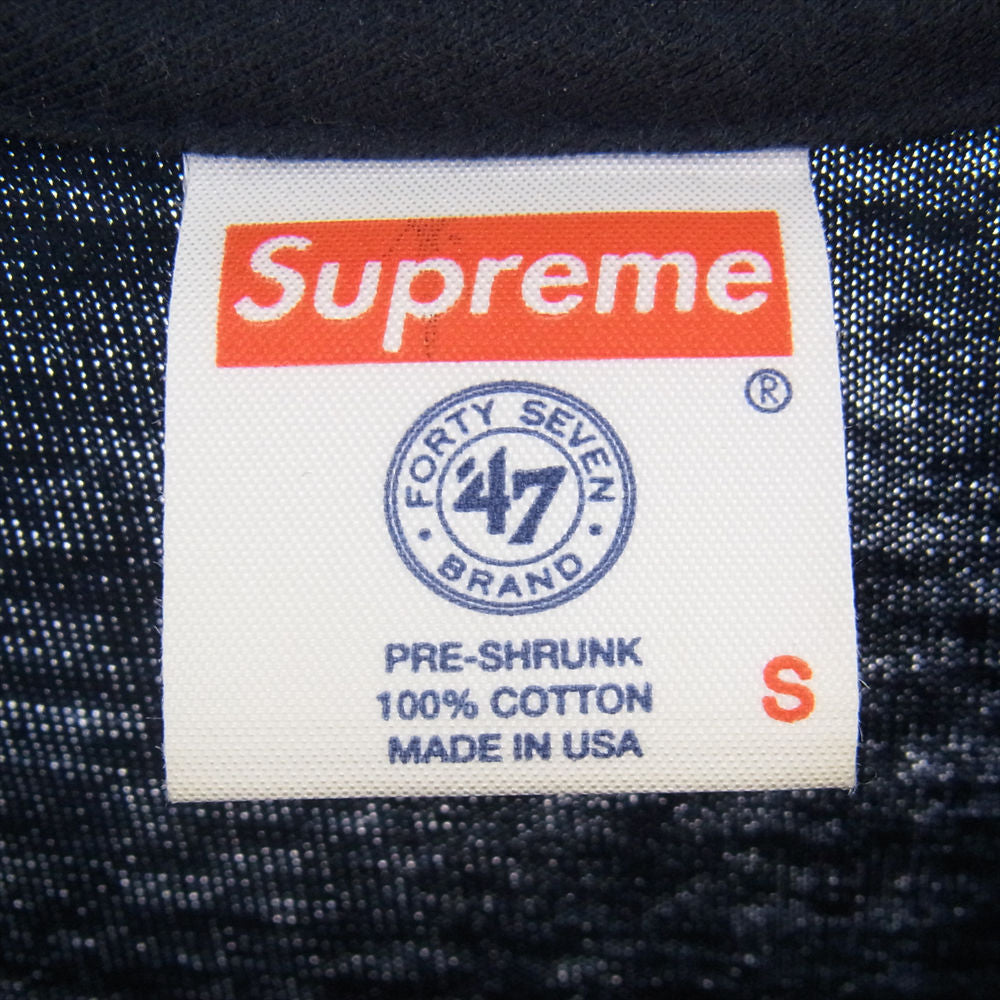 Supreme
®
FORTY SEVEN
'47
BRAND
PRE-SHRUNK
100% COTTON
MADE IN USA
S